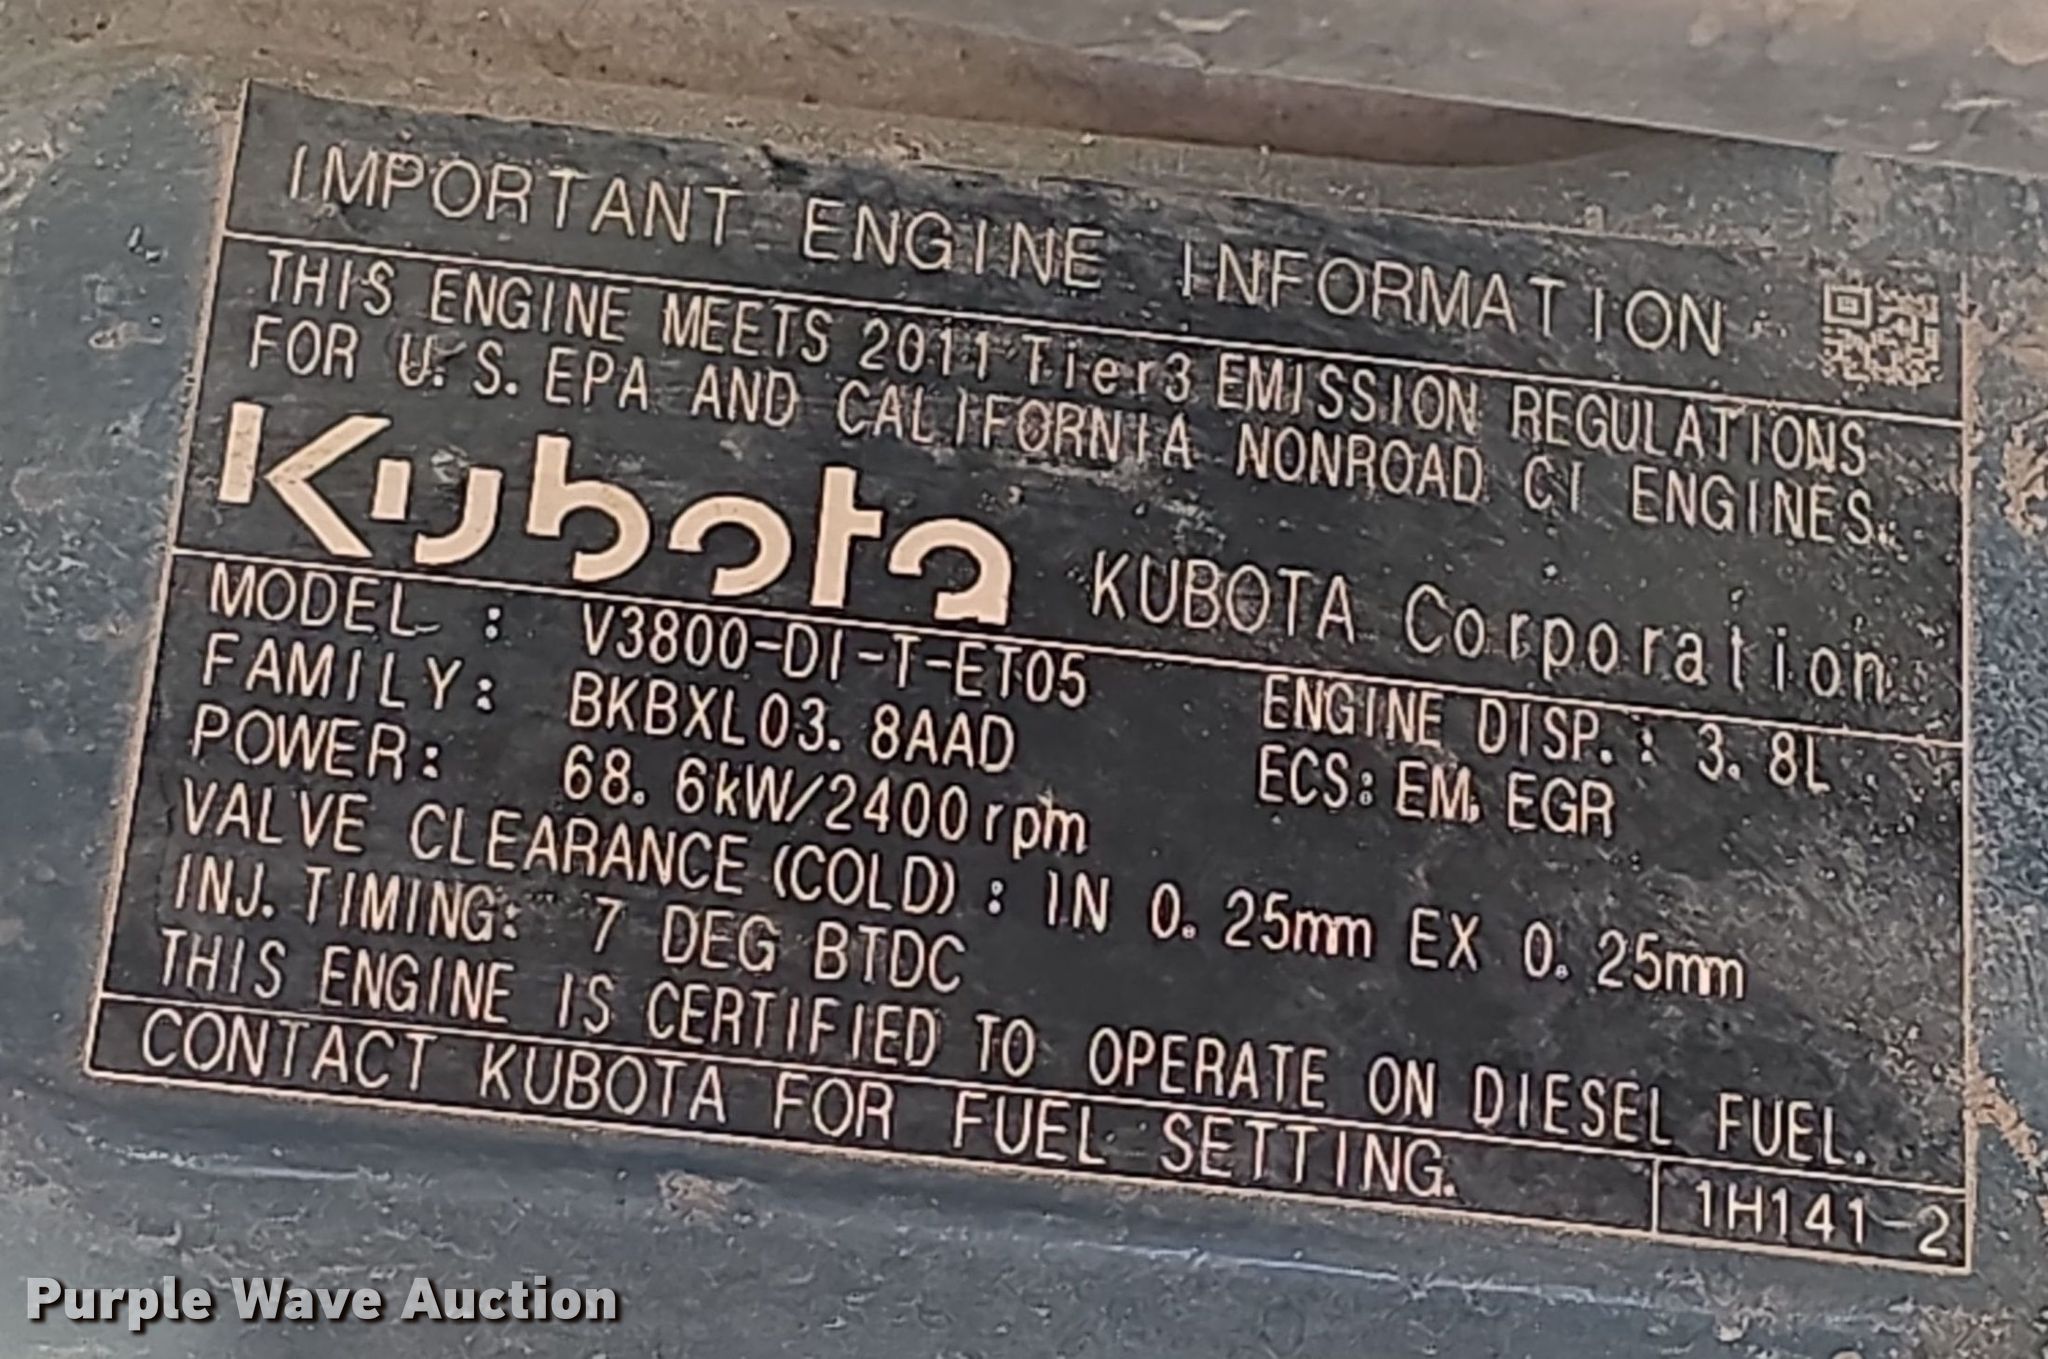 IMPORTANT ENGINE INFORMATION
THIS ENGINE MEETS 2011 Tier3 EMISSION REGULATIONS
FOR U.S. EPA AND CALIFORNIA NONROAD CI ENGINES.
Kubota KUBOTA Corporation
MODEL : V3800-DI-T-ET05 ENGINE DISP. : 3.8L
FAMILY: BKBXL03.8AAD ECS: EM, EGR
POWER: 68.6kW/2400rpm
VALVE CLEARANCE (COLD) : IN 0.25mm EX 0.25mm
INJ. TIMING: 7 DEG BTDC
THIS ENGINE IS CERTIFIED TO OPERATE ON DIESEL FUEL.
CONTACT KUBOTA FOR FUEL SETTING. 1H141-2
Purple Wave Auction